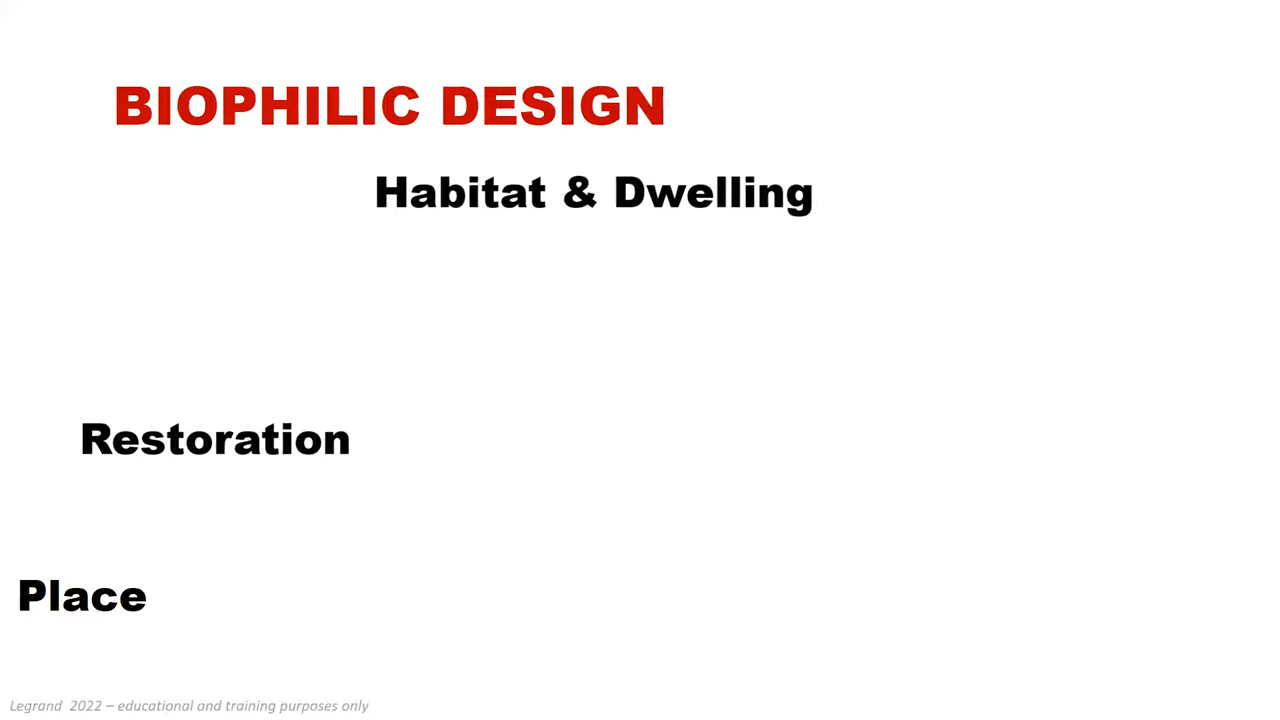 BIOPHILIC DESIGN
Habitat & Dwelling
Restoration
Place
Legrand 2022 – educational and training purposes only